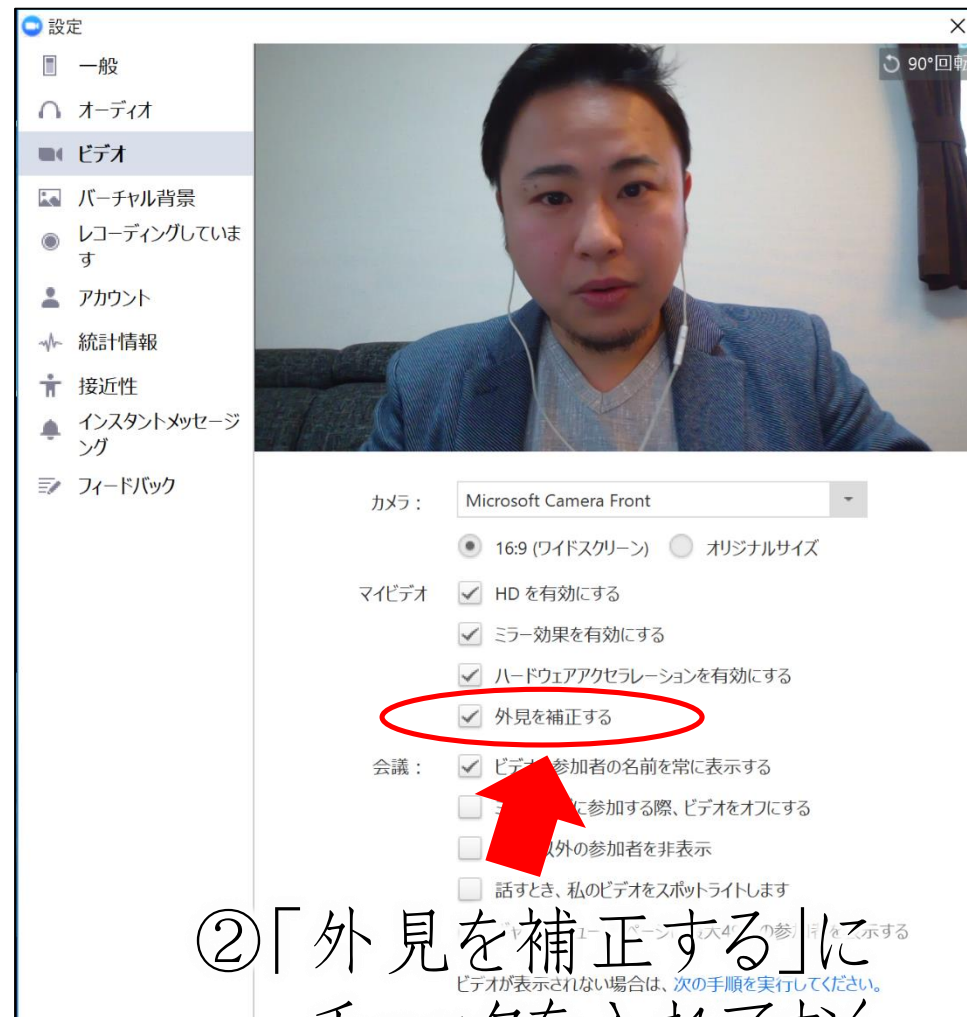 設定
90°回転
一般
オーディオ
ビデオ
バーチャル背景
レコーディングしていま
す
アカウント
統計情報
接近性
インスタントメッセージ
ング
フィードバック
カメラ： Microsoft Camera Front
16:9 (ワイドスクリーン) オリジナルサイズ
マイビデオ HD を有効にする
ミラー効果を有効にする
ハードウェアアクセラレーションを有効にする
外見を補正する
会議： ビデオ 参加者の名前を常に表示する
に参加する際、ビデオをオフにする
以外の参加者を非表示
話すとき、私のビデオをスポットライトします
②「外見を補正する」に
ビデオが表示されない場合は、次の手順を実行してください。